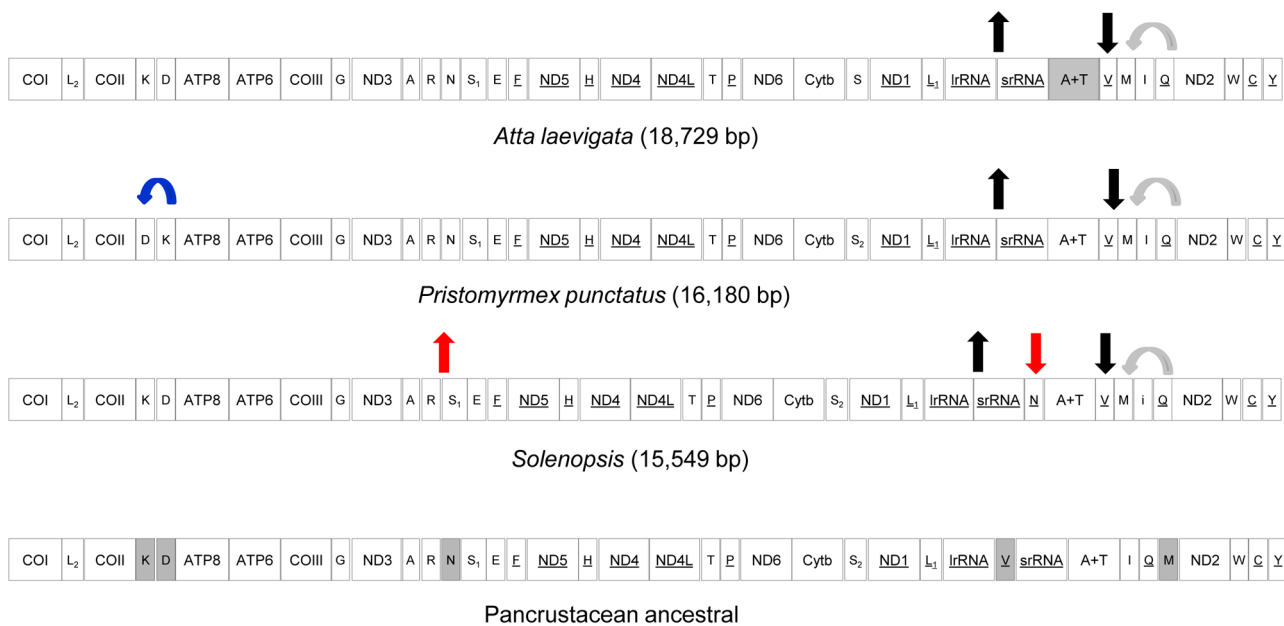 COI L2 COII K D ATP8 ATP6 COIII G ND3 A R N S1 E F ND5 H ND4 ND4L T P ND6 Cytb S ND1 L1 lrRNA srRNA A+T V M I Q ND2 W C Y
Atta laevigata (18,729 bp)
COI L2 COII D K ATP8 ATP6 COIII G ND3 A R N S1 E F ND5 H ND4 ND4L T P ND6 Cytb S2 ND1 L1 lrRNA srRNA A+T V M I Q ND2 W C Y
Pristomyrmex punctatus (16,180 bp)
COI L2 COII K D ATP8 ATP6 COIII G ND3 A R S1 E F ND5 H ND4 ND4L T P ND6 Cytb S2 ND1 L1 lrRNA srRNA N A+T V M i Q ND2 W C Y
Solenopsis (15,549 bp)
COI L2 COII K D ATP8 ATP6 COIII G ND3 A R N S1 E F ND5 H ND4 ND4L T P ND6 Cytb S2 ND1 L1 lrRNA V srRNA A+T I Q M ND2 W C Y
Pancrustacean ancestral